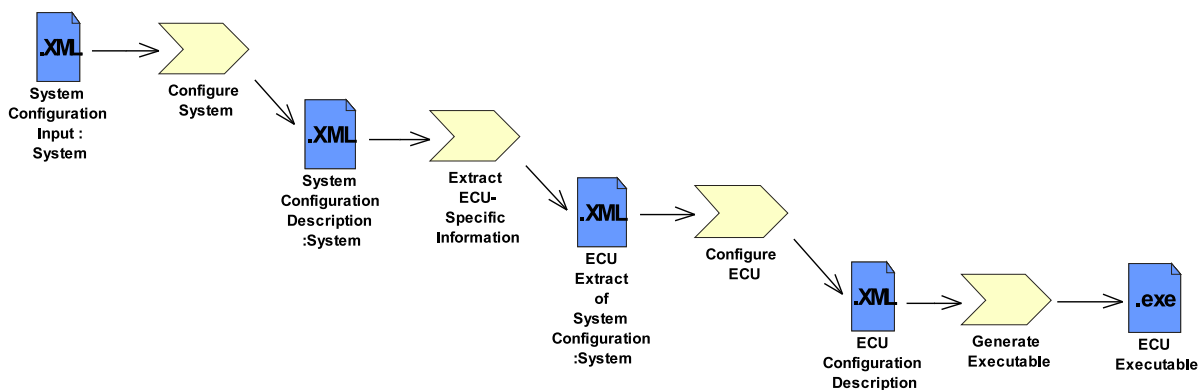 .XML
System
Configuration
Input :
System
Configure
System
.XML
System
Configuration
Description
:System
Extract
ECU-
Specific
Information
.XML
ECU
Extract
of
System
Configuration
:System
Configure
ECU
.XML
ECU
Configuration
Description
Generate
Executable
.exe
ECU
Executable